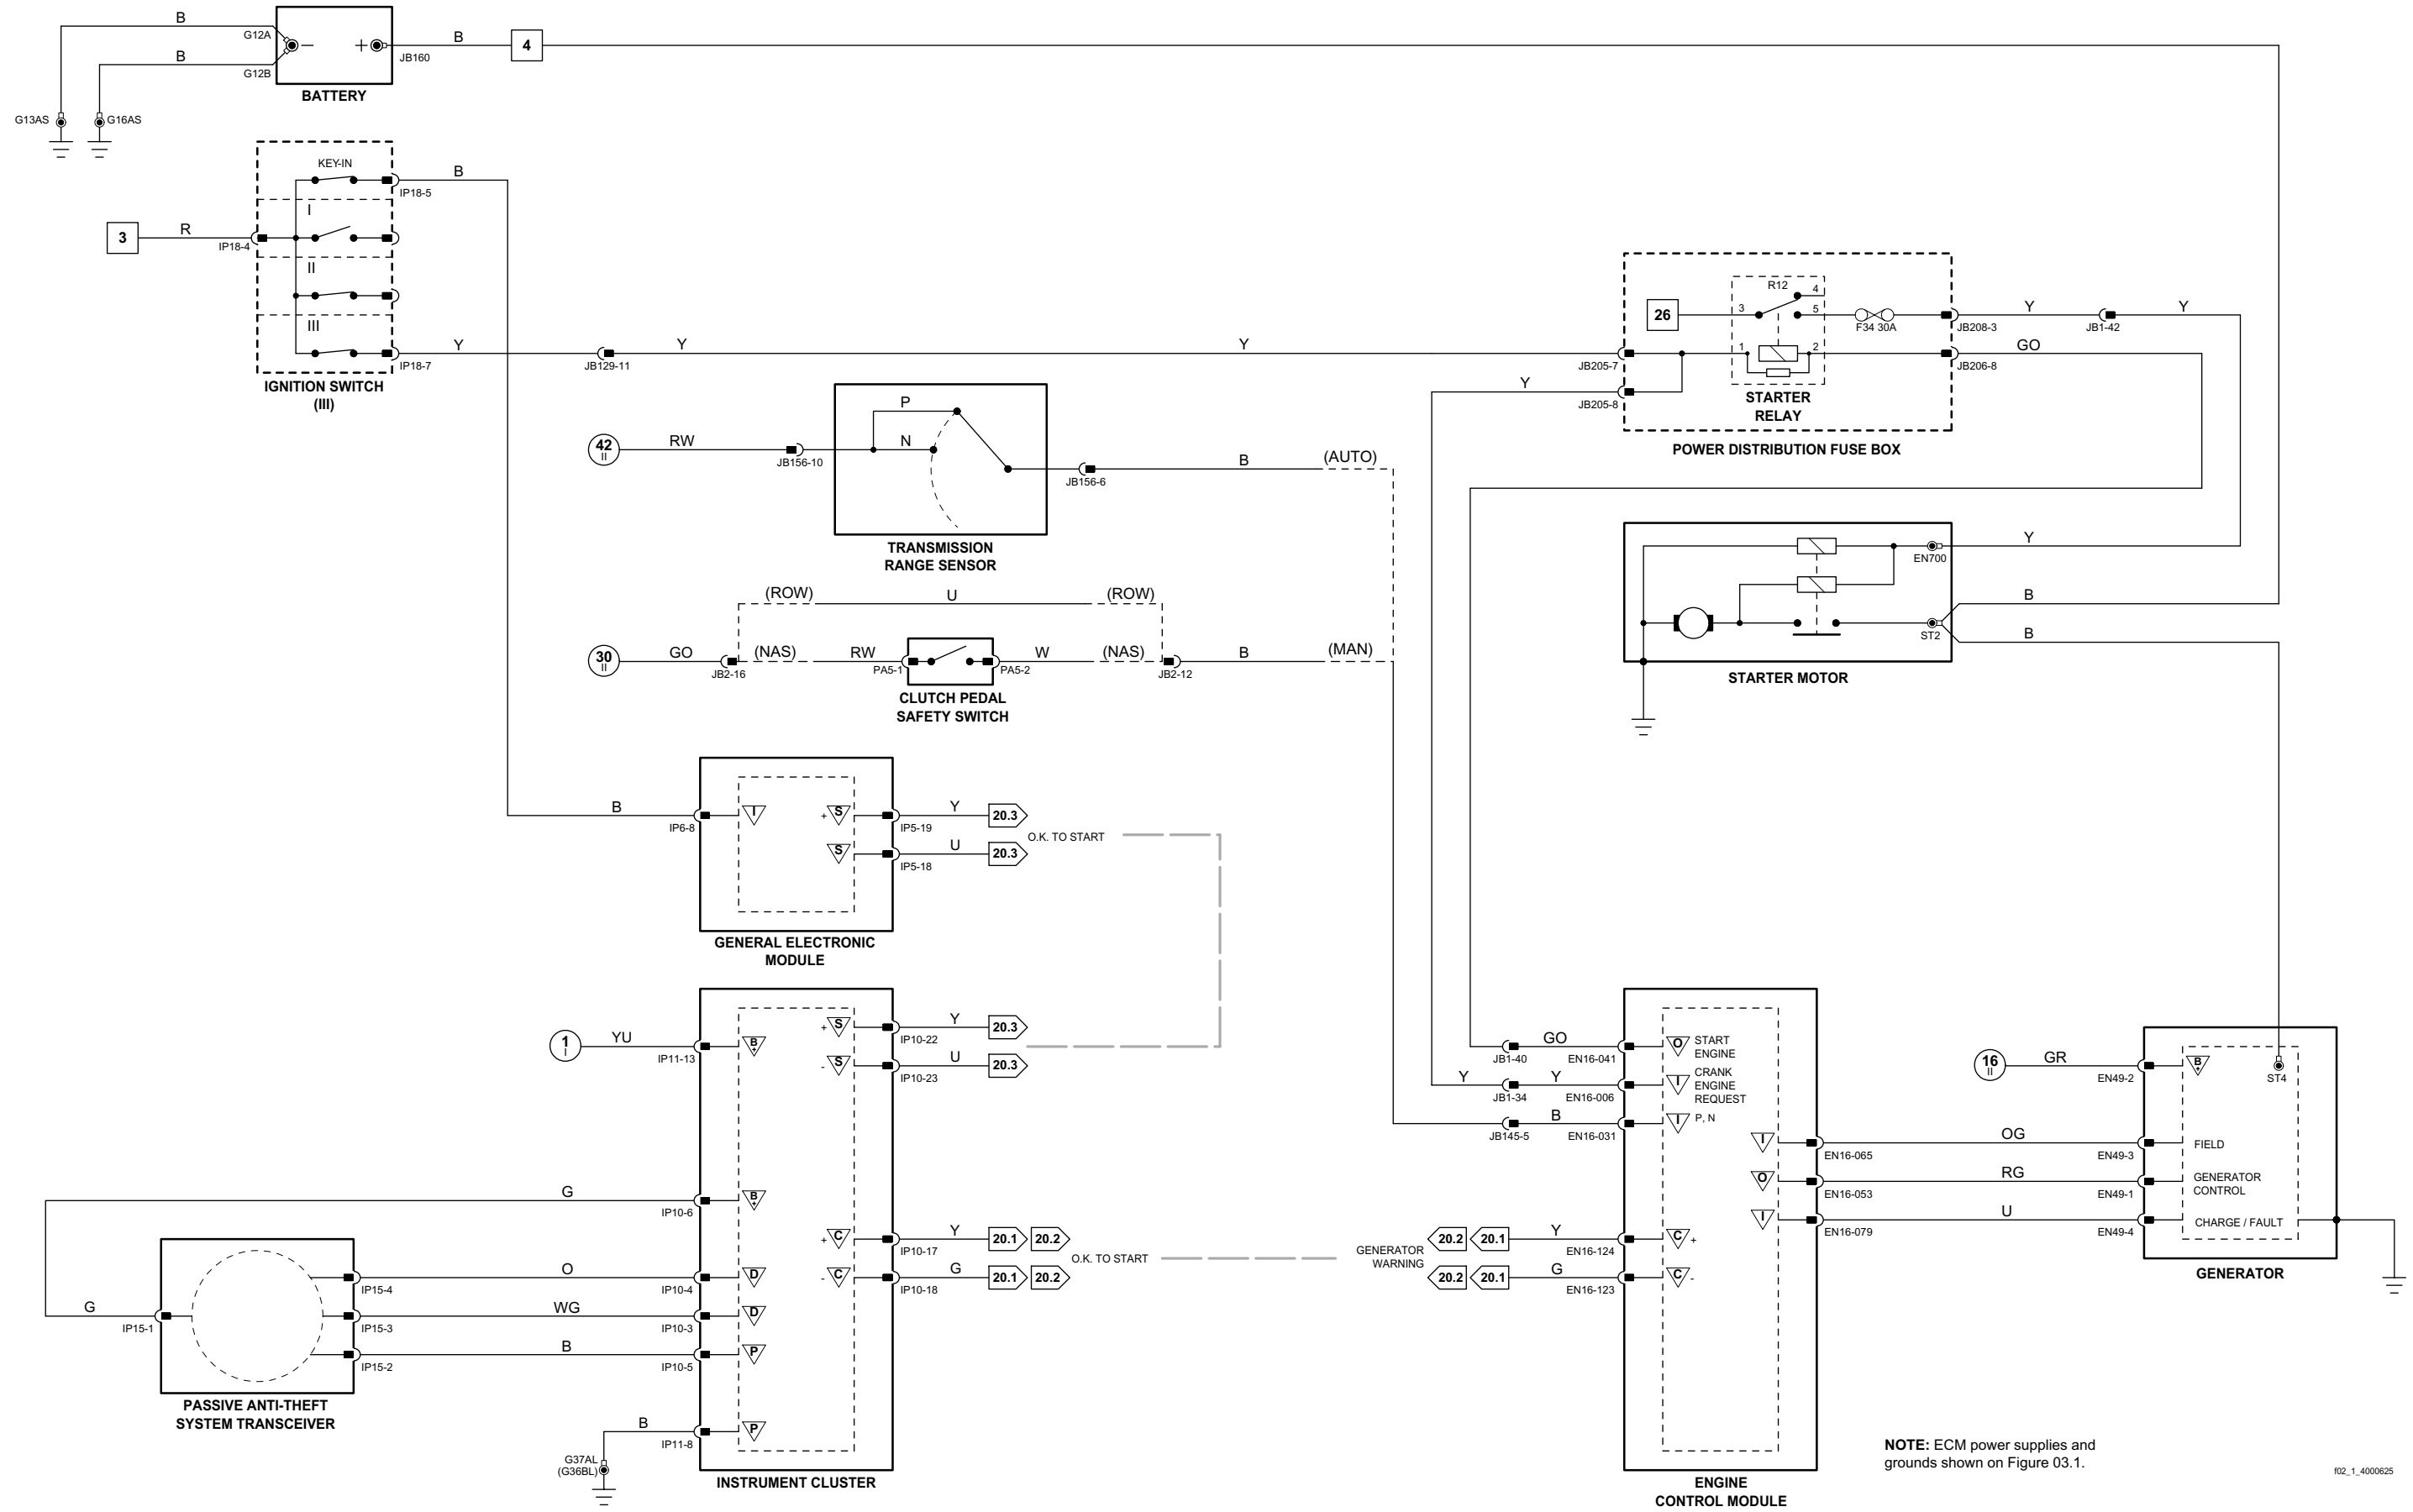 B
G12A
B
G12B
– +
JB160
B
4
BATTERY
G13AS
G16AS
KEY-IN
B
IP18-5
I
3
R
IP18-4
II
III
Y
IP18-7
JB129-11
Y
Y
IGNITION SWITCH
(III)
26
R12
3
4
5
F34 30A
JB208-3
Y
JB1-42
Y
JB205-7
1
2
JB206-8
GO
Y
JB205-8
STARTER
RELAY
POWER DISTRIBUTION FUSE BOX
42
II
RW
JB156-10
P
N
JB156-6
B
(AUTO)
TRANSMISSION
RANGE SENSOR
(ROW)
U
(ROW)
30
II
GO
JB2-16
(NAS)
RW
PA5-1
PA5-2
W
(NAS)
JB2-12
B
(MAN)
CLUTCH PEDAL
SAFETY SWITCH
EN700
Y
B
ST2
B
STARTER MOTOR
B
IP6-8
I
+
S
IP5-19
Y
20.3
O.K. TO START
S
IP5-18
U
20.3
GENERAL ELECTRONIC
MODULE
1
I
YU
IP11-13
B
+
+
S
IP10-22
Y
20.3
-
S
IP10-23
U
20.3
G
IP10-6
B
+
+
C
IP10-17
Y
20.1
20.2
O.K. TO START
-
C
IP10-18
G
20.1
20.2
G
IP15-1
IP15-4
O
IP10-4
D
IP15-3
WG
IP10-3
D
IP15-2
B
IP10-5
P
PASSIVE ANTI-THEFT
SYSTEM TRANSCEIVER
G37AL
(G36BL)
B
IP11-8
P
INSTRUMENT CLUSTER
JB1-40
GO
EN16-041
O
START
ENGINE
Y
JB1-34
Y
EN16-006
I
CRANK
ENGINE
REQUEST
JB145-5
B
EN16-031
I
P, N
I
EN16-065
OG
EN49-3
FIELD
O
EN16-053
RG
EN49-1
GENERATOR
CONTROL
I
EN16-079
U
EN49-4
CHARGE / FAULT
16
II
GR
EN49-2
B
+
ST4
GENERATOR
GENERATOR
WARNING
20.2
20.1
Y
EN16-124
C
+
20.2
20.1
G
EN16-123
C
-
ENGINE
CONTROL MODULE
NOTE: ECM power supplies and
grounds shown on Figure 03.1.
f02_1_4000625